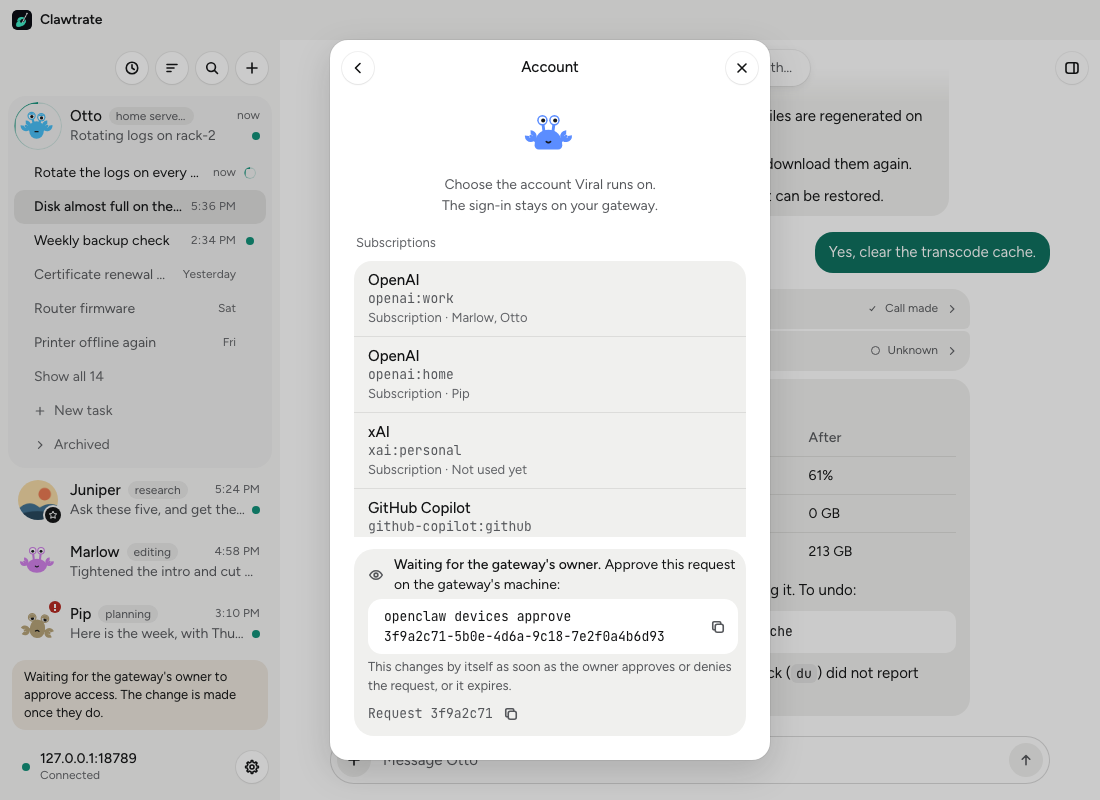 Clawtrate
Otto
home serve…
now
Rotating logs on rack-2
Rotate the logs on every …
now
Disk almost full on the…
5:36 PM
Weekly backup check
2:34 PM
Certificate renewal …
Yesterday
Router firmware
Sat
Printer offline again
Fri
Show all 14
New task
Archived
Juniper
research
5:24 PM
Ask these five, and get the…
Marlow
editing
4:58 PM
Tightened the intro and cut …
Pip
planning
3:10 PM
Here is the week, with Thu…
Waiting for the gateway's owner to
approve access. The change is made
once they do.
127.0.0.1:18789
Connected
Account
Choose the account Viral runs on.
The sign-in stays on your gateway.
Subscriptions
OpenAI
openai:work
Subscription · Marlow, Otto
OpenAI
openai:home
Subscription · Pip
xAI
xai:personal
Subscription · Not used yet
GitHub Copilot
github-copilot:github
Waiting for the gateway's owner. Approve this request
on the gateway's machine:
openclaw devices approve
3f9a2c71-5b0e-4d6a-9c18-7e2f0a4b6d93
This changes by itself as soon as the owner approves or denies
the request, or it expires.
Request 3f9a2c71
th…
iles are regenerated on
download them again.
can be restored.
Yes, clear the transcode cache.
Call made
Unknown
After
61%
0 GB
213 GB
g it. To undo:
che
ck ( du ) did not report
Message Otto